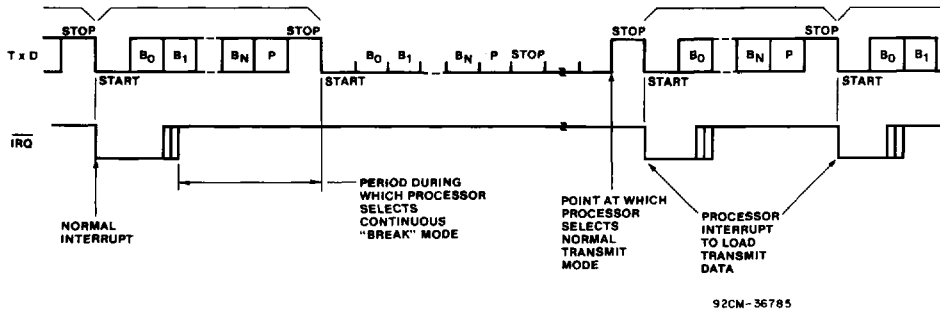 STOP STOP STOP STOP
T x D B0 B1 BN P B0 B1 BN P STOP B0 BN P B0 B1
START START START START
IRQ
NORMAL
INTERRUPT
PERIOD DURING
WHICH PROCESSOR
SELECTS
CONTINUOUS
"BREAK" MODE
POINT AT WHICH
PROCESSOR
SELECTS
NORMAL
TRANSMIT
MODE
PROCESSOR
INTERRUPT
TO LOAD
TRANSMIT
DATA
92CM-36785